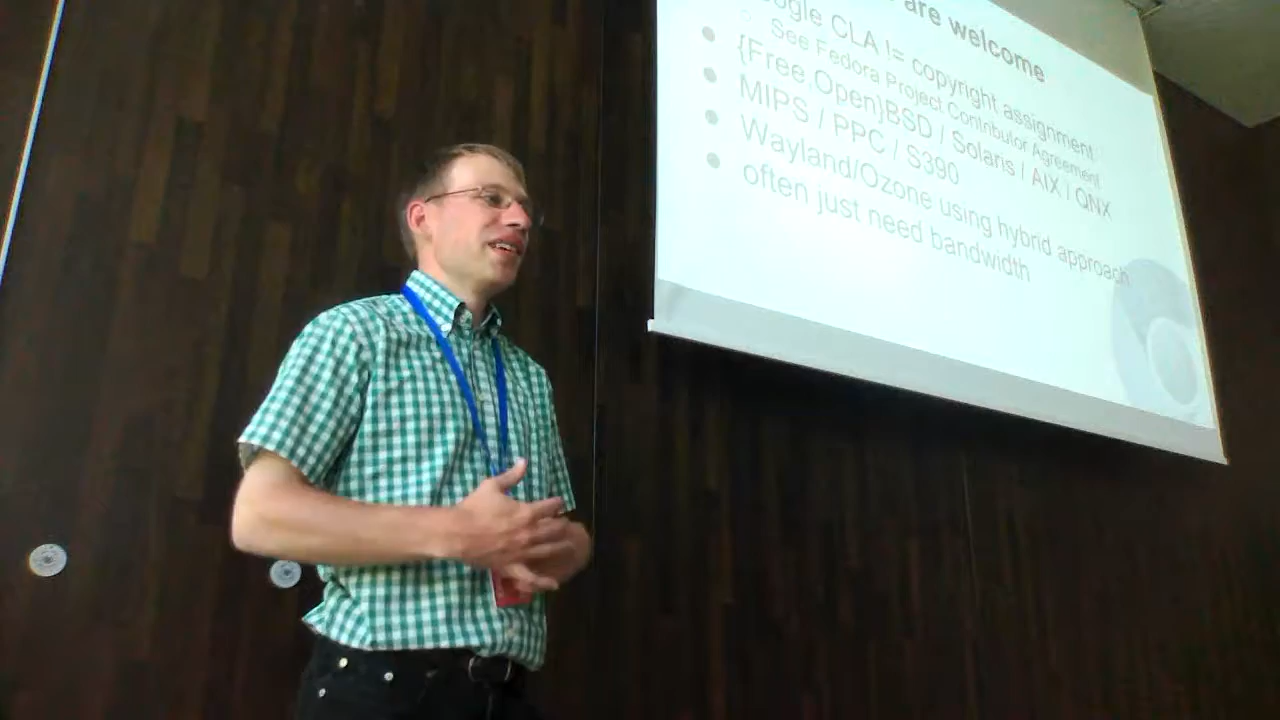 are welcome
ogle CLA != copyright assignment
See Fedora Project Contributor Agreement
{Free,Open}BSD / Solaris / AIX / QNX
MIPS / PPC / S390
Wayland/Ozone using hybrid approach
often just need bandwidth